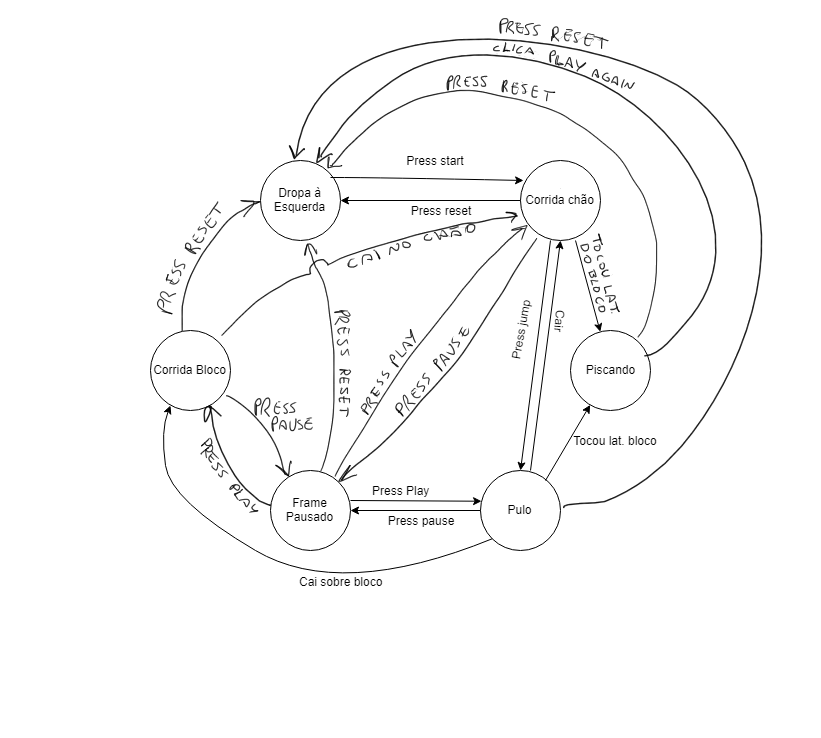 PRESS RESET
CLICA PLAY AGAIN
PRESS RESET
Press start
Dropa à
Esquerda
Corrida chão
Press reset
PRESS RESET
CAI NO CHÃO
TOCOU LAT.
DO BLOCO
Press jump
Cair
PRESS RESET
PRESS PLAY
PRESS PAUSE
Corrida Bloco
Piscando
PRESS
PAUSE
Tocou lat. bloco
PRESS PLAY
Press Play
Frame
Pausado
Pulo
Press pause
Cai sobre bloco